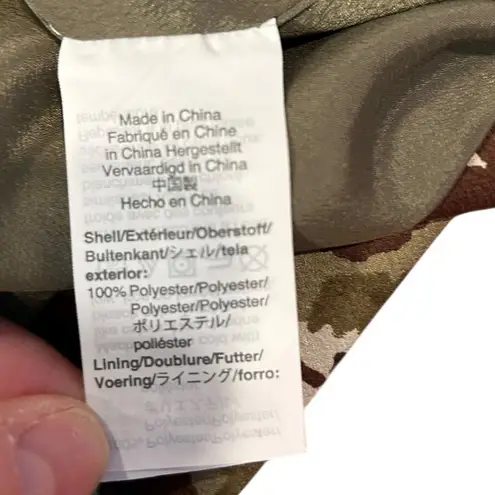 Made in China
Fabriqué en Chine
in China Hergestellt
Vervaardigd in China
中国製
Hecho en China
Shell/Extérieur/Oberstoff/
Buitenkant/シェル/tela
exterior:
100% Polyester/Polyester/
Polyester/Polyester/
ポリエステル/
poliéster
Lining/Doublure/Futter/
Voering/ライニング/forro: